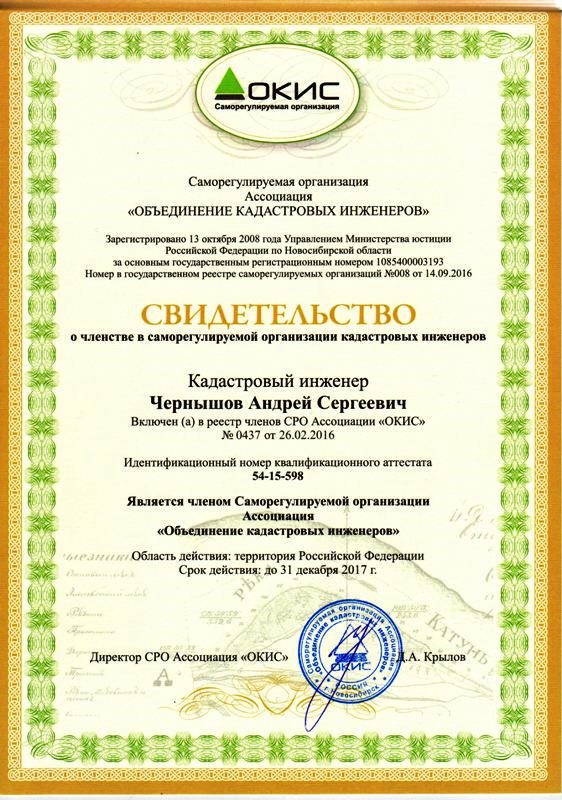 ОКИС
Саморегулируемая организация
Саморегулируемая организация
Ассоциация
«ОБЪЕДИНЕНИЕ КАДАСТРОВЫХ ИНЖЕНЕРОВ»
Зарегистрировано 13 октября 2008 года Управлением Министерства юстиции
Российской Федерации по Новосибирской области
за основным государственным регистрационным номером 1085400003193
Номер в государственном реестре саморегулируемых организаций №008 от 14.09.2016
СВИДЕТЕЛЬСТВО
о членстве в саморегулируемой организации кадастровых инженеров
Кадастровый инженер
Чернышов Андрей Сергеевич
Включен (а) в реестр членов СРО Ассоциации «ОКИС»
№ 0437 от 26.02.2016
Идентификационный номер квалификационного аттестата
54-15-598
Является членом Саморегулируемой организации
Ассоциация
«Объединение кадастровых инженеров»
Область действия: территория Российской Федерации
Срок действия: до 31 декабря 2017 г.
РѢКА
КАТУНЬ
Директор СРО Ассоциация «ОКИС»
Д.А. Крылов
Саморегулируемая организация Ассоциация
«Объединение кадастровых инженеров»
ОКИС
РОССИЯ
г. Новосибирск